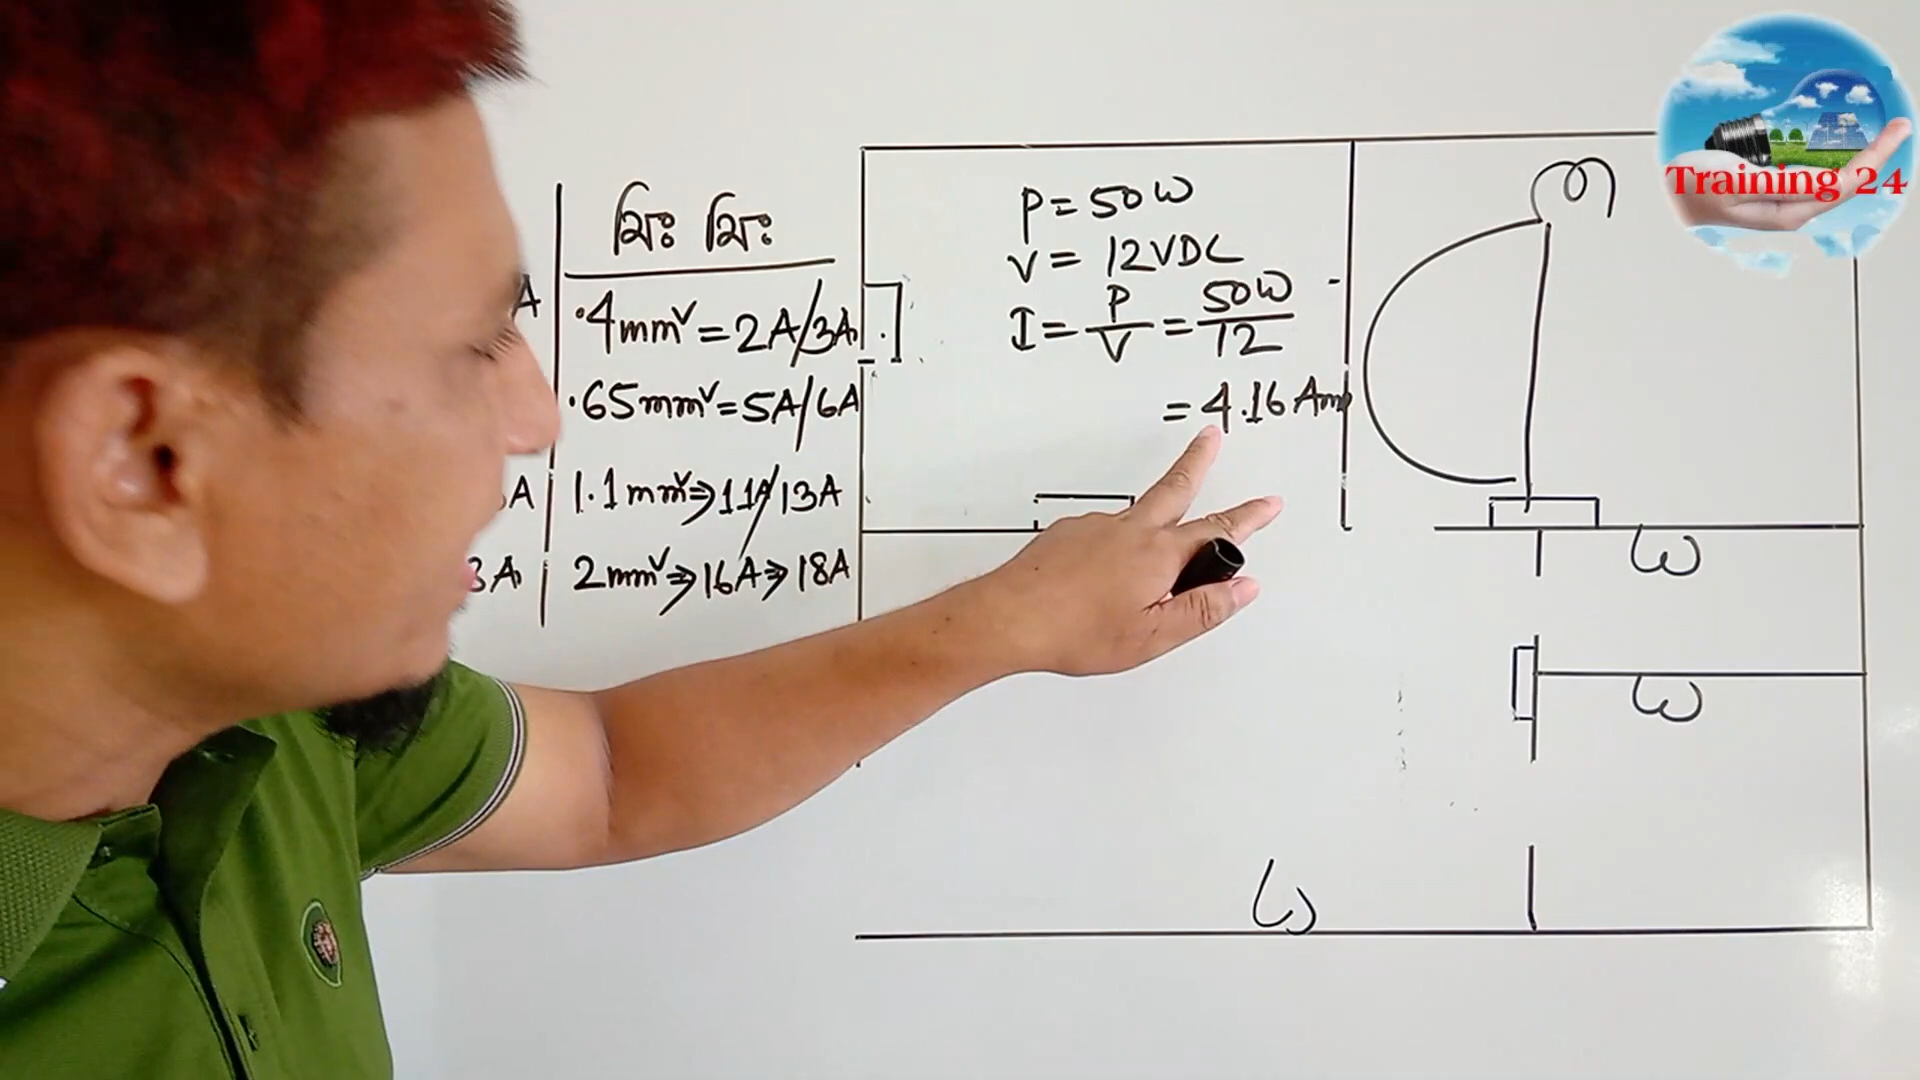 মিঃ মিঃ
.4mm² = 2A/3A
.65mm² = 5A/6A
1.1mm² ⇒ 11A/13A
A
2mm² ⇒ 16A ⇒ 18A
3A
P = 50W
V = 12VDC
I = P/V = 50W/12
= 4.16 Amp
Training 24